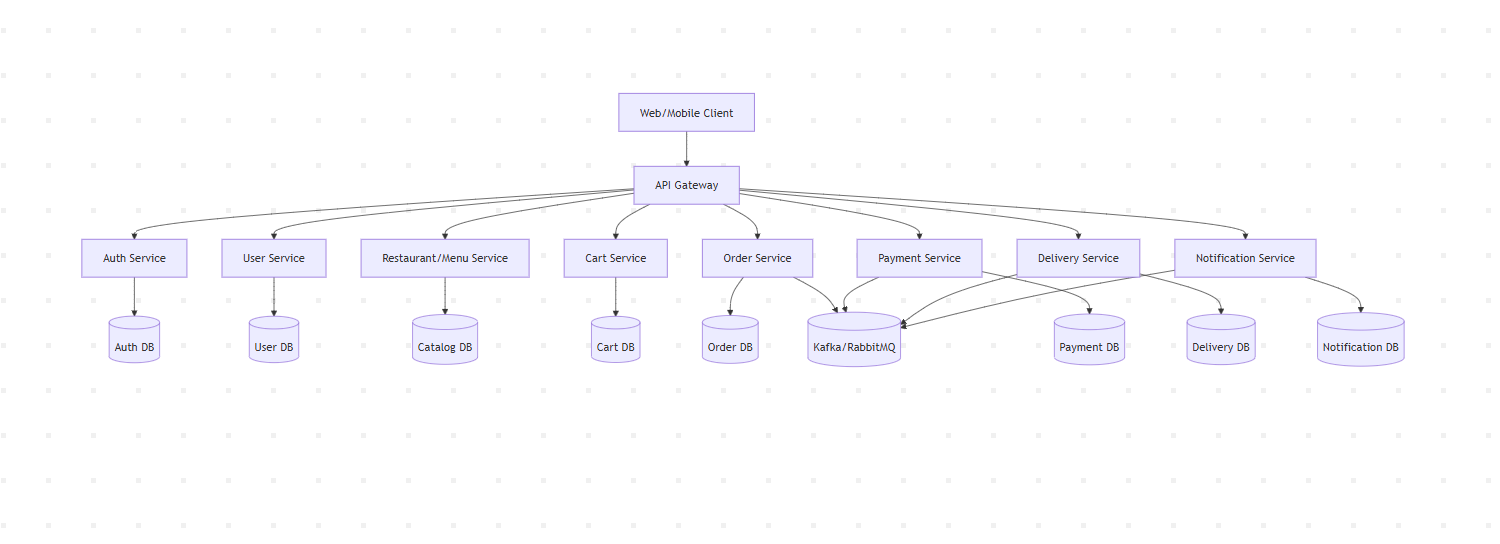 Web/Mobile Client
API Gateway
Auth Service
User Service
Restaurant/Menu Service
Cart Service
Order Service
Payment Service
Delivery Service
Notification Service
Auth DB
User DB
Catalog DB
Cart DB
Order DB
Kafka/RabbitMQ
Payment DB
Delivery DB
Notification DB